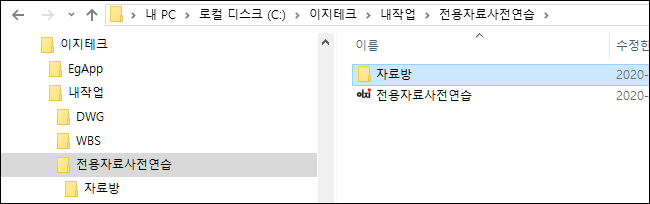 내 PC > 로컬 디스크 (C:) > 이지테크 > 내작업 > 전용자료사전연습 >
이지테크
EgApp
내작업
DWG
WBS
전용자료사전연습
자료방
이름 수정한
자료방 2020-
전용자료사전연습 2020-